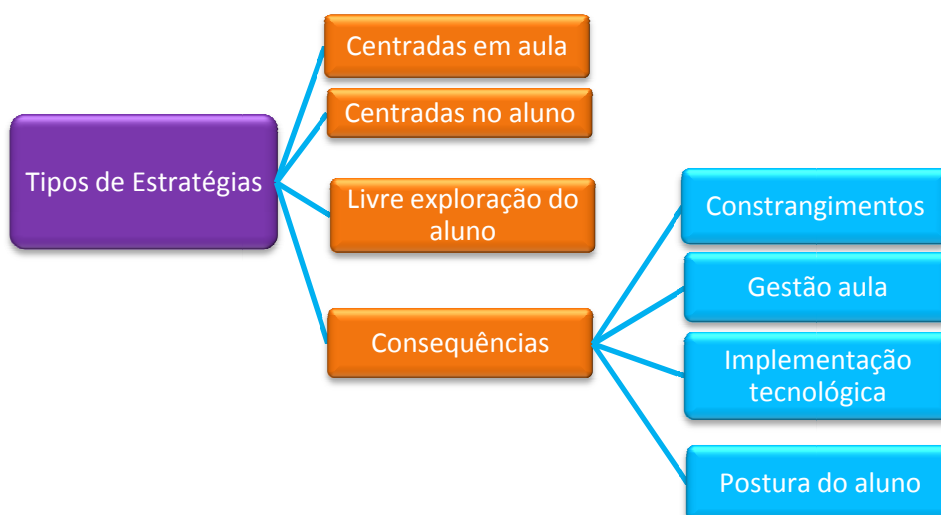 Tipos de Estratégias
Centradas em aula
Centradas no aluno
Livre exploração do
aluno
Consequências
Constrangimentos
Gestão aula
Implementação
tecnológica
Postura do aluno